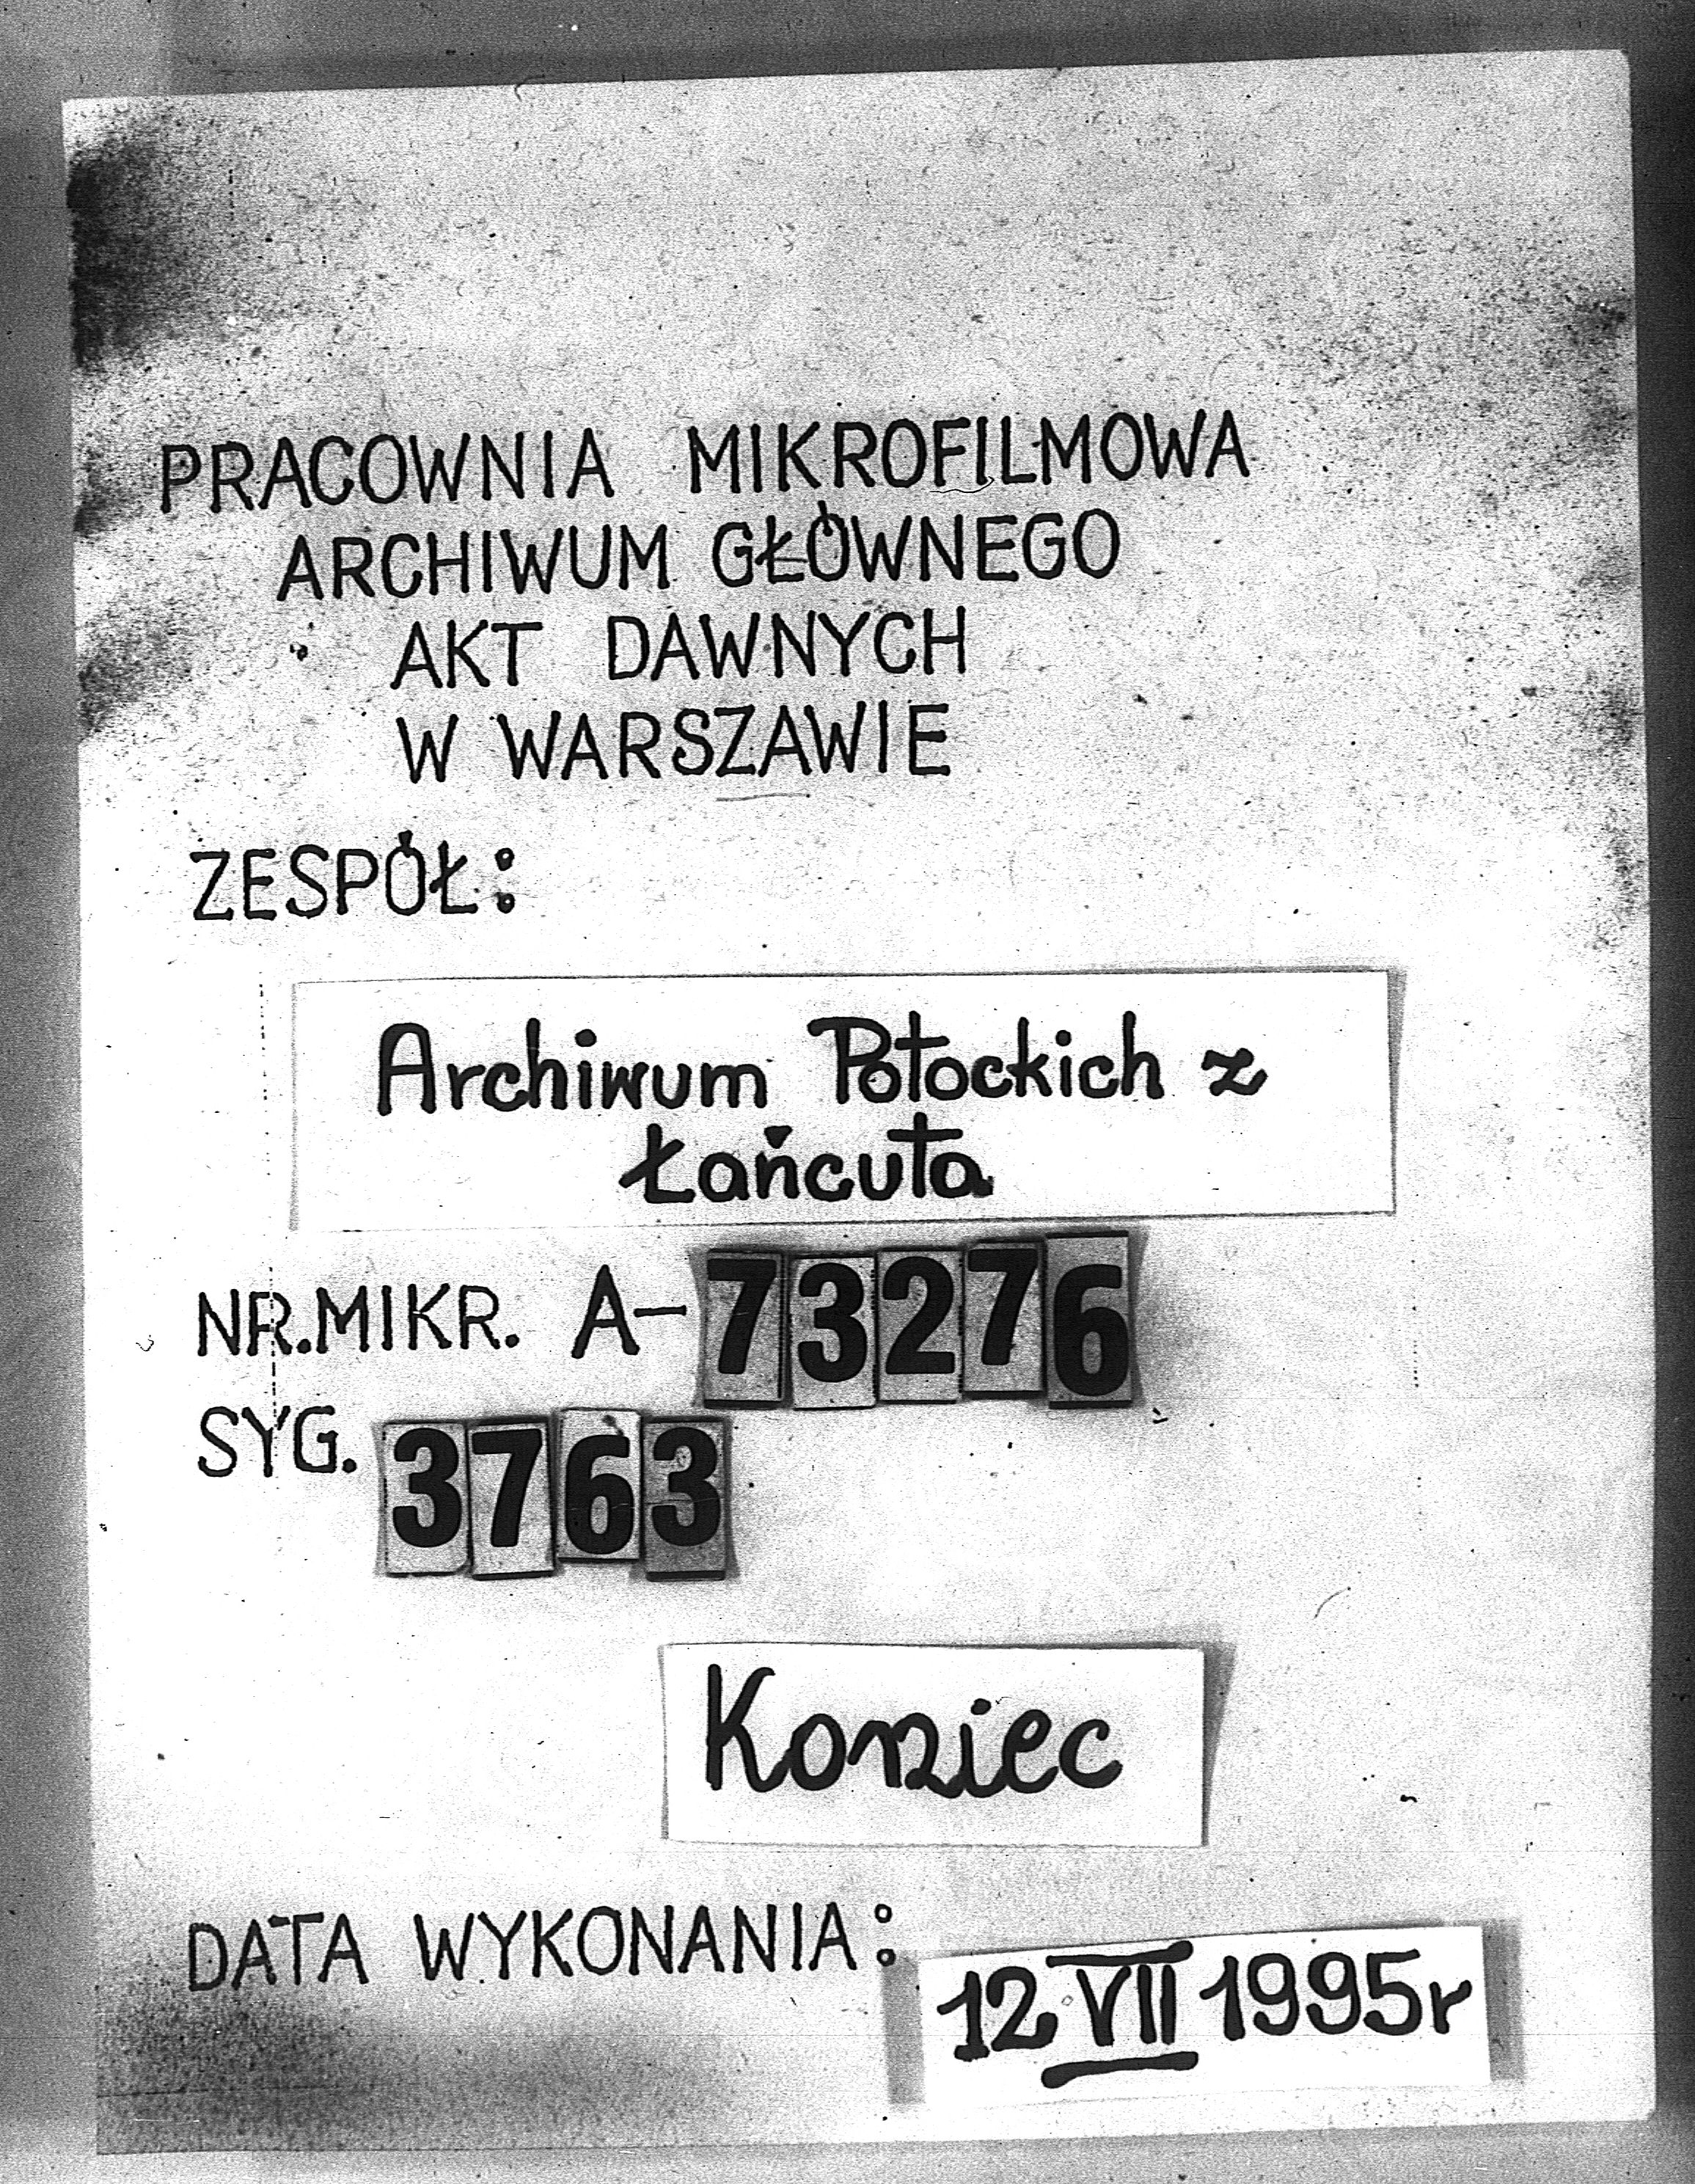 PRACOWNIA MIKROFILMOWA
ARCHIWUM GŁÓWNEGO
AKT DAWNYCH
W WARSZAWIE
ZESPÓŁ:
Archiwum Potockich z
Łańcuta
NR.MIKR. A-73276
SYG. 3763
Koniec
DATA WYKONANIA: 12 VII 1995r